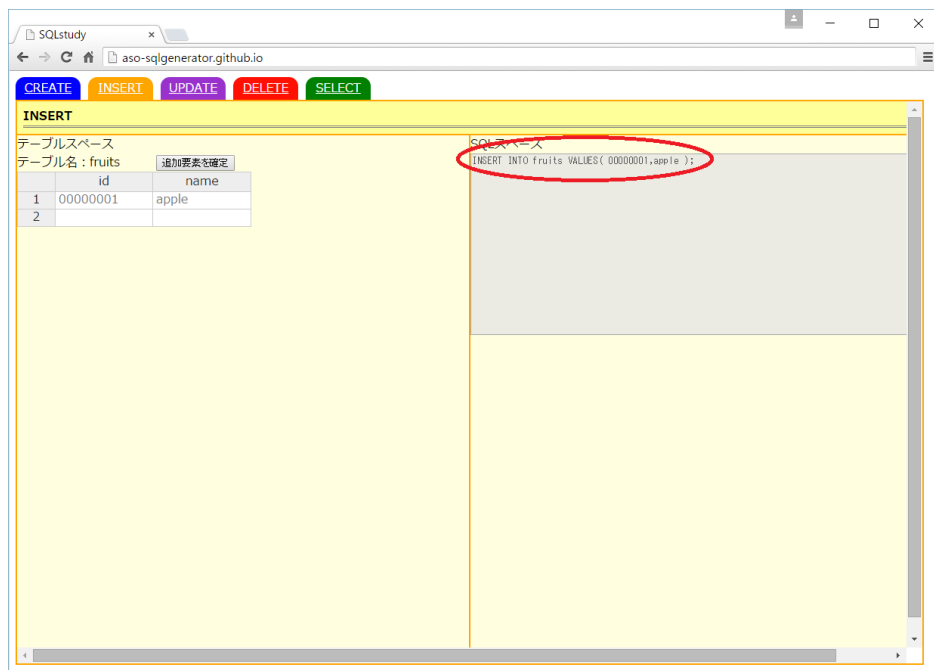 SQLstudy
aso-sqlgenerator.github.io
CREATE INSERT UPDATE DELETE SELECT
INSERT
テーブルスペース
テーブル名：fruits 追加要素を確定
id name
1 00000001 apple
2
SQLスペース
INSERT INTO fruits VALUES( 00000001,apple );